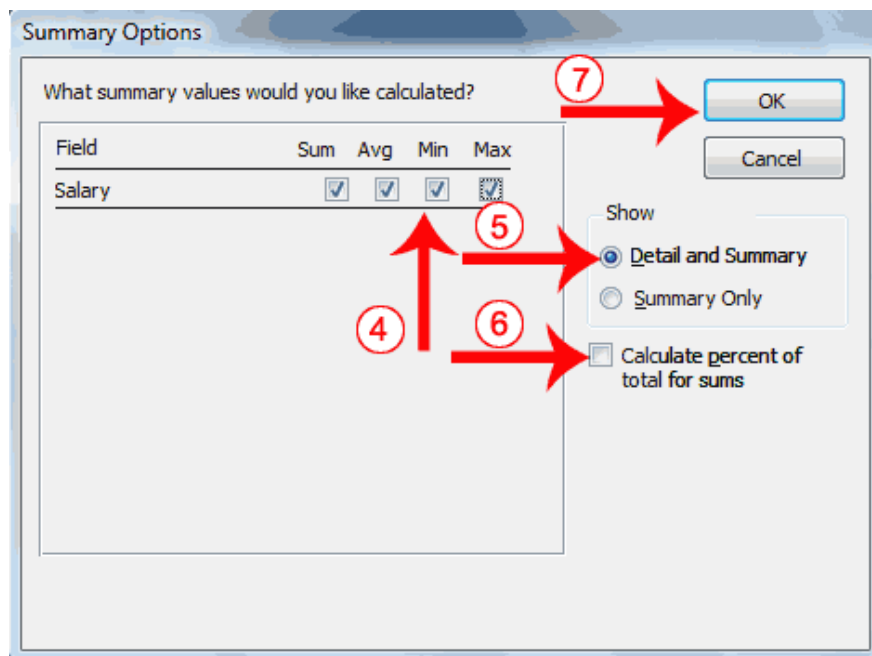 Summary Options
What summary values would you like calculated?
7
OK
Cancel
Field Sum Avg Min Max
Salary
Show
5
Detail and Summary
Summary Only
4
6
Calculate percent of
total for sums